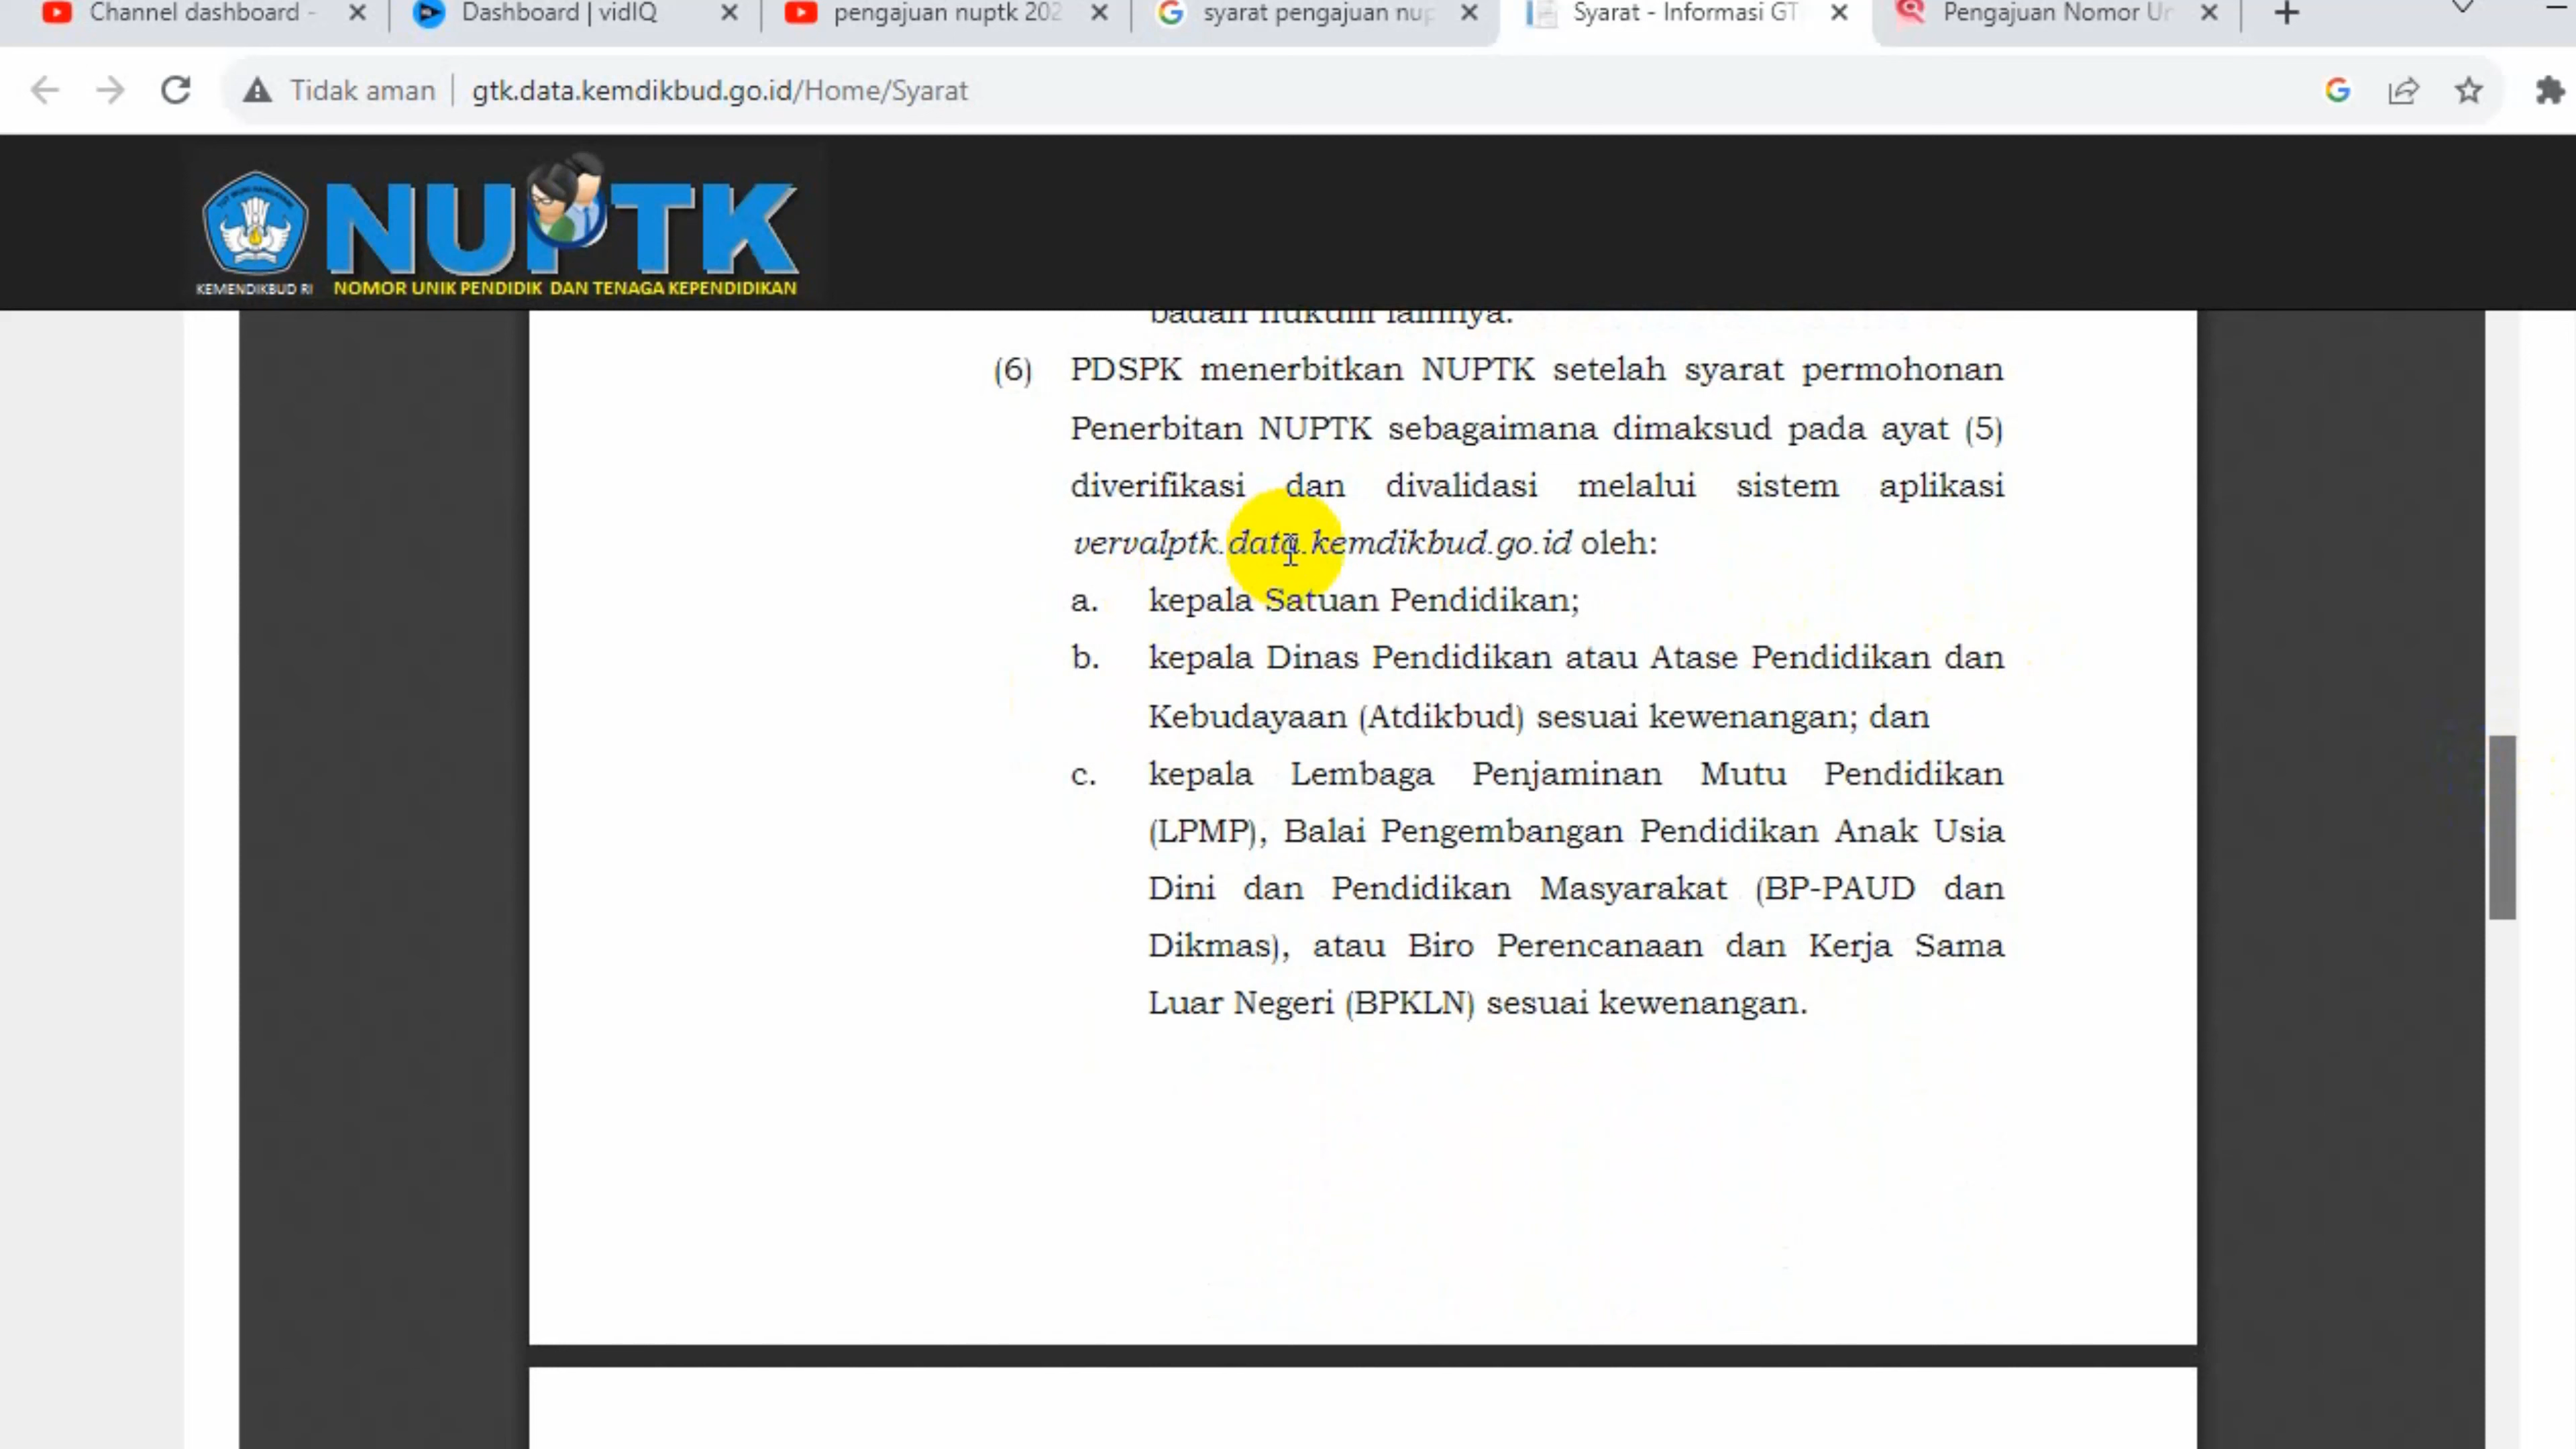 Channel dashboard -
Dashboard | vidIQ
pengajuan nuptk 202
syarat pengajuan nup
Syarat - Informasi GT
Pengajuan Nomor Un
Tidak aman
gtk.data.kemdikbud.go.id/Home/Syarat
NUPTK
KEMENDIKBUD RI
NOMOR UNIK PENDIDIK DAN TENAGA KEPENDIDIKAN
badan hukum lainnya.
(6) PDSPK menerbitkan NUPTK setelah syarat permohonan
Penerbitan NUPTK sebagaimana dimaksud pada ayat (5)
diverifikasi dan divalidasi melalui sistem aplikasi
vervalptk.data.kemdikbud.go.id oleh:
a. kepala Satuan Pendidikan;
b. kepala Dinas Pendidikan atau Atase Pendidikan dan
Kebudayaan (Atdikbud) sesuai kewenangan; dan
c. kepala Lembaga Penjaminan Mutu Pendidikan
(LPMP), Balai Pengembangan Pendidikan Anak Usia
Dini dan Pendidikan Masyarakat (BP-PAUD dan
Dikmas), atau Biro Perencanaan dan Kerja Sama
Luar Negeri (BPKLN) sesuai kewenangan.